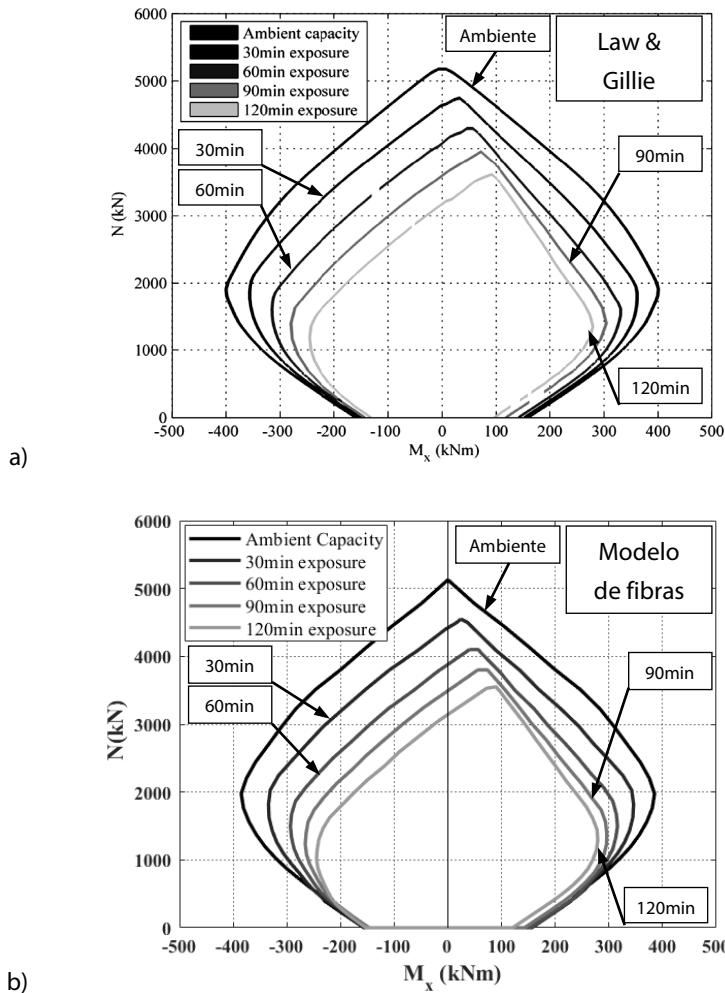 6000
5000
4000
3000
2000
1000
0
N (kN)
Ambient capacity
30min exposure
60min exposure
90min exposure
120min exposure
Ambiente
Law &
Gillie
30min
60min
90min
120min
-500 -400 -300 -200 -100 0 100 200 300 400 500
Mx (kNm)
a)
6000
5000
4000
3000
2000
1000
0
N(kN)
Ambient Capacity
30min exposure
60min exposure
90min exposure
120min exposure
Ambiente
Modelo
de fibras
30min
60min
90min
120min
-500 -400 -300 -200 -100 0 100 200 300 400 500
Mx (kNm)
b)